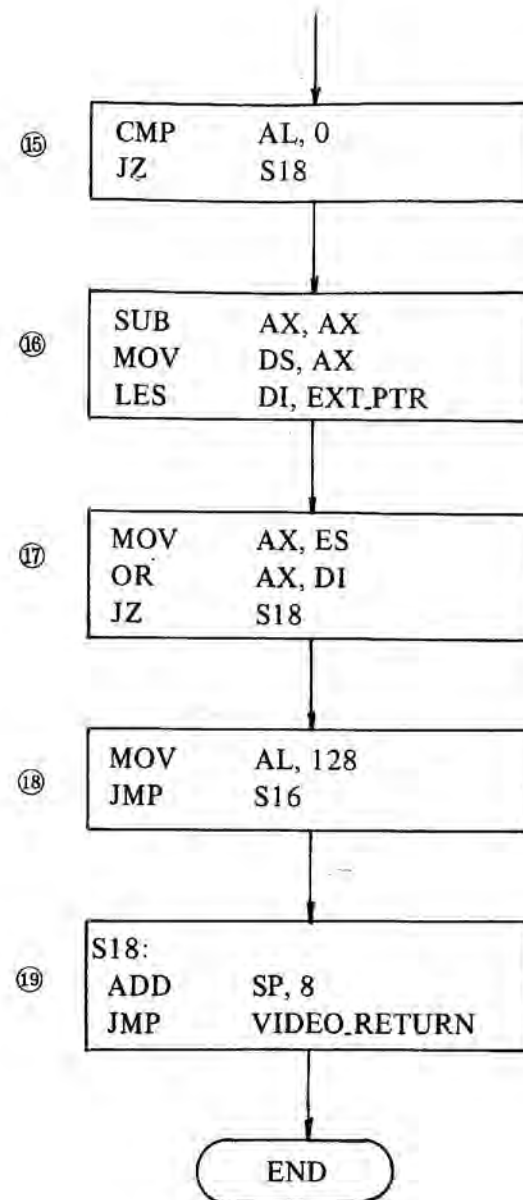 ⑮
CMP AL, 0
JZ S18
⑯
SUB AX, AX
MOV DS, AX
LES DI, EXT_PTR
⑰
MOV AX, ES
OR AX, DI
JZ S18
⑱
MOV AL, 128
JMP S16
⑲
S18:
ADD SP, 8
JMP VIDEO_RETURN
END